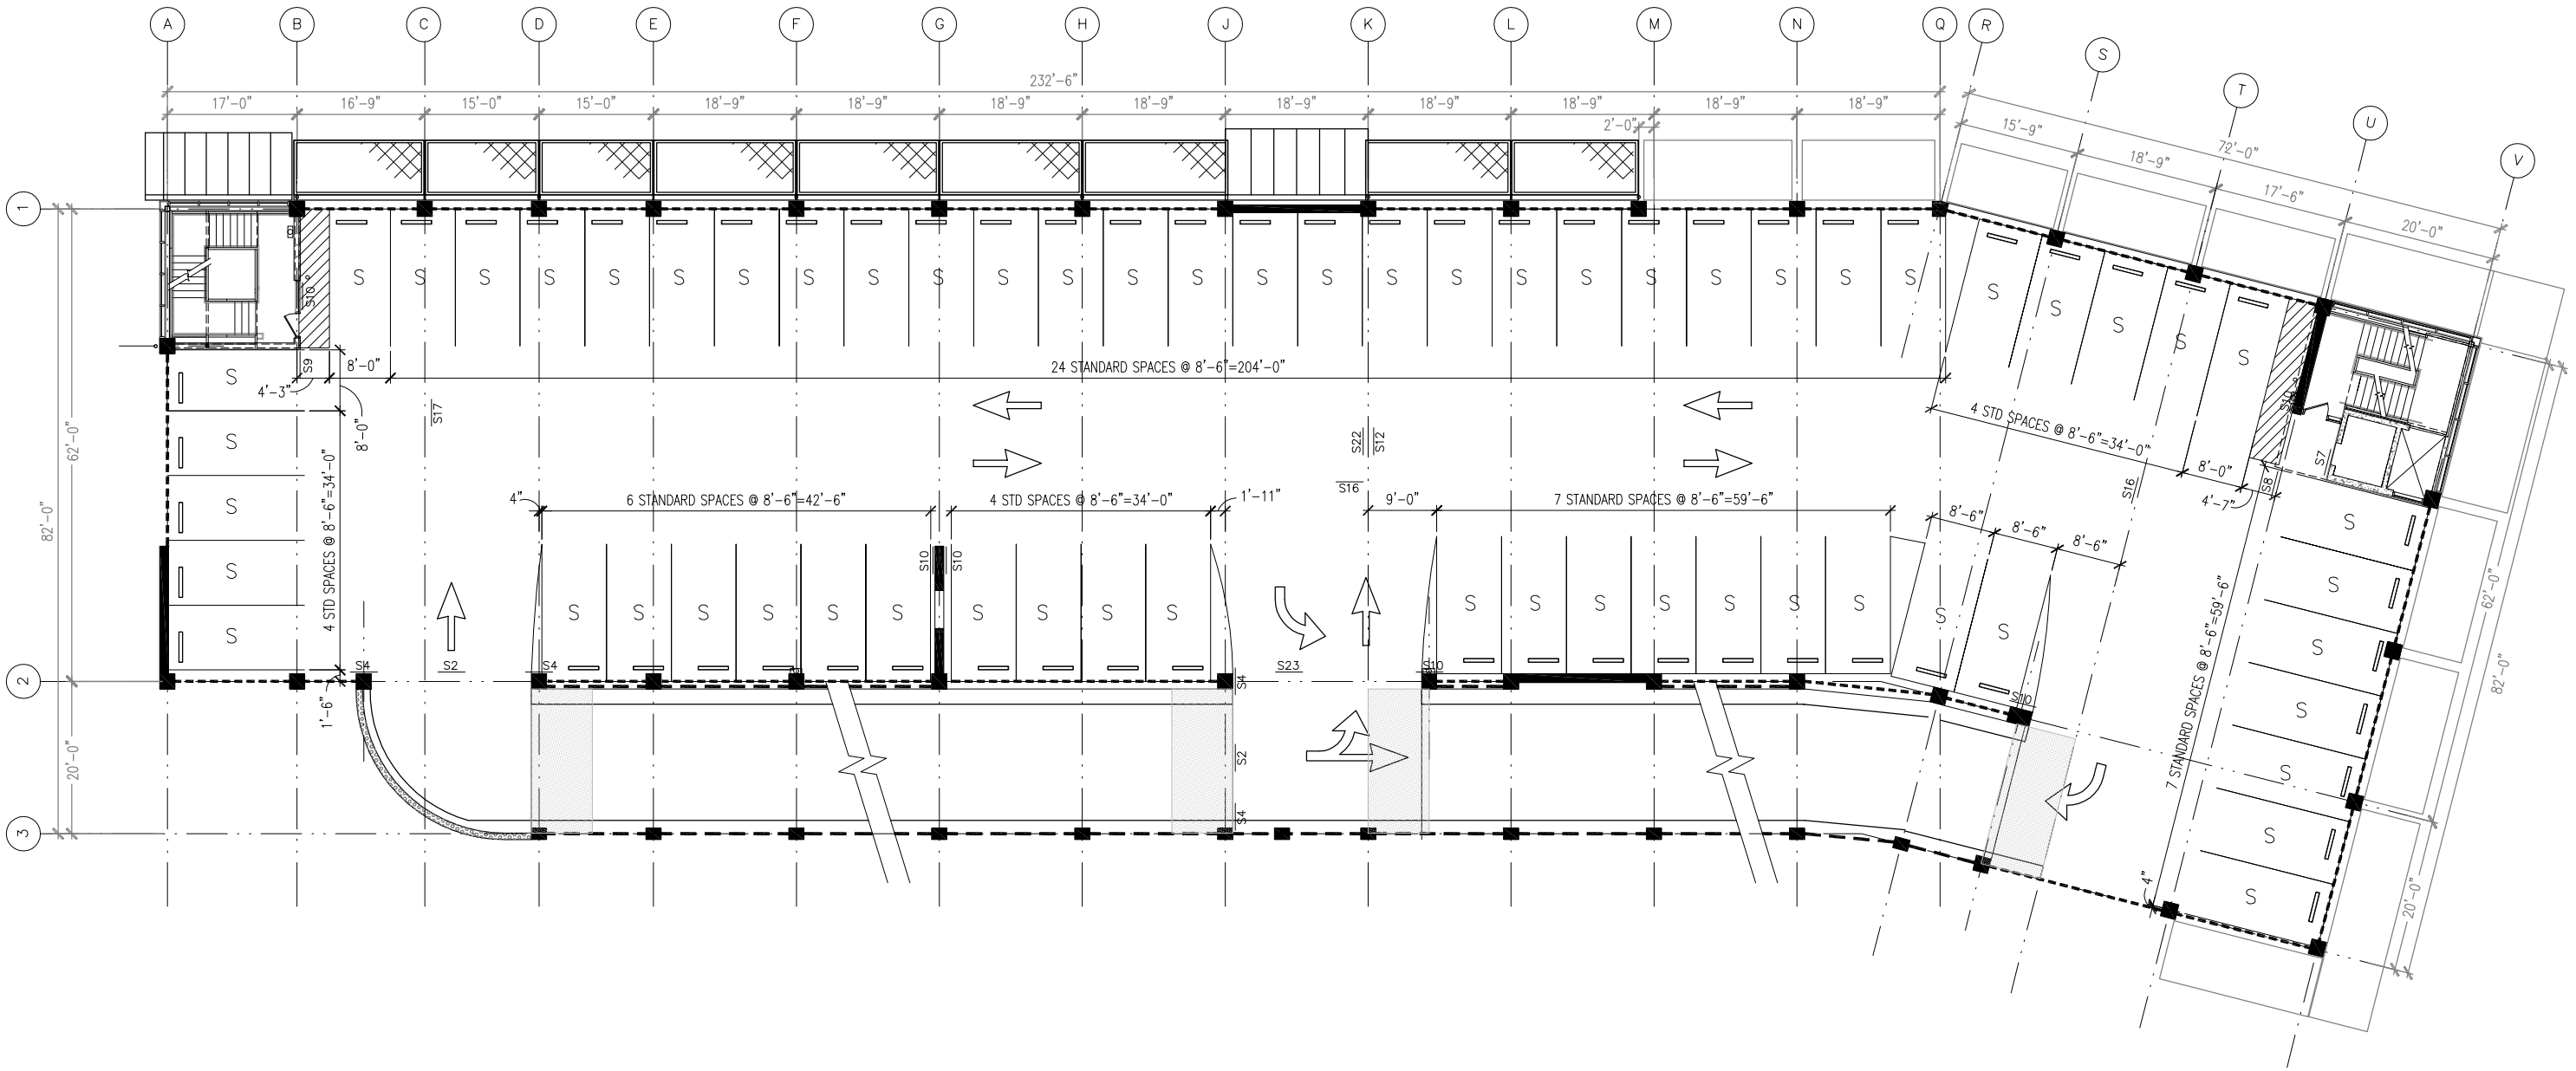 A B C D E F G H J K L M N Q R S T U V
232'-6"
17'-0" 16'-9" 15'-0" 15'-0" 18'-9" 18'-9" 18'-9" 18'-9" 18'-9" 18'-9" 18'-9" 18'-9" 18'-9"
2'-0"
72'-0"
15'-9" 18'-9" 17'-6" 20'-0"
1
S S S S S S S S S S S S S S S S S S S S S S S S S
S S S S S
S10
S9
4'-3"
8'-0"
24 STANDARD SPACES @ 8'-6"=204'-0"
8'-0"
S17
S22
S12
S16
4 STD SPACES @ 8'-6"=34'-0"
8'-0"
4'-7"
S8
S10
S7
S16
82'-0"
62'-0"
S
S
S
S
S
4 STD SPACES @ 8'-6"=34'-0"
4"
6 STANDARD SPACES @ 8'-6"=42'-6"
4 STD SPACES @ 8'-6"=34'-0"
1'-11"
9'-0"
7 STANDARD SPACES @ 8'-6"=59'-6"
8'-6" 8'-6" 8'-6"
S10
S10
S S S S S S
S S S S
S S S S S S S
S S
S
S
S
S
S
S
S
7 STANDARD SPACES @ 8'-6"=59'-6"
62'-0"
82'-0"
2
S4
S2
S4
S23
S4
S10
S10
1'-6"
20'-0"
S2
S4
3
4"
20'-0"